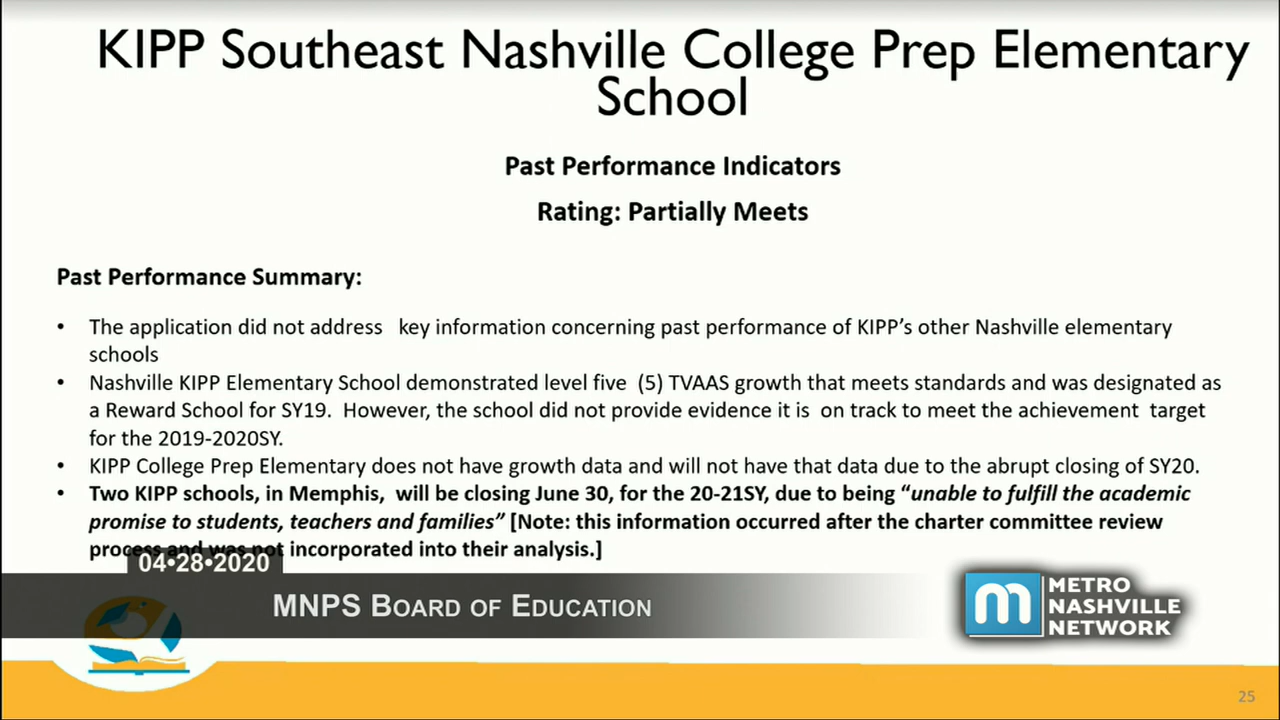 KIPP Southeast Nashville College Prep Elementary
School
Past Performance Indicators
Rating: Partially Meets
Past Performance Summary:
• The application did not address key information concerning past performance of KIPP's other Nashville elementary
schools
• Nashville KIPP Elementary School demonstrated level five (5) TVAAS growth that meets standards and was designated as
a Reward School for SY19. However, the school did not provide evidence it is on track to meet the achievement target
for the 2019-2020SY.
• KIPP College Prep Elementary does not have growth data and will not have that data due to the abrupt closing of SY20.
• Two KIPP schools, in Memphis, will be closing June 30, for the 20-21SY, due to being “unable to fulfill the academic
promise to students, teachers and families” [Note: this information occurred after the charter committee review
process and was not incorporated into their analysis.]
04•28•2020
MNPS BOARD OF EDUCATION
m METRO
NASHVILLE
NETWORK
25